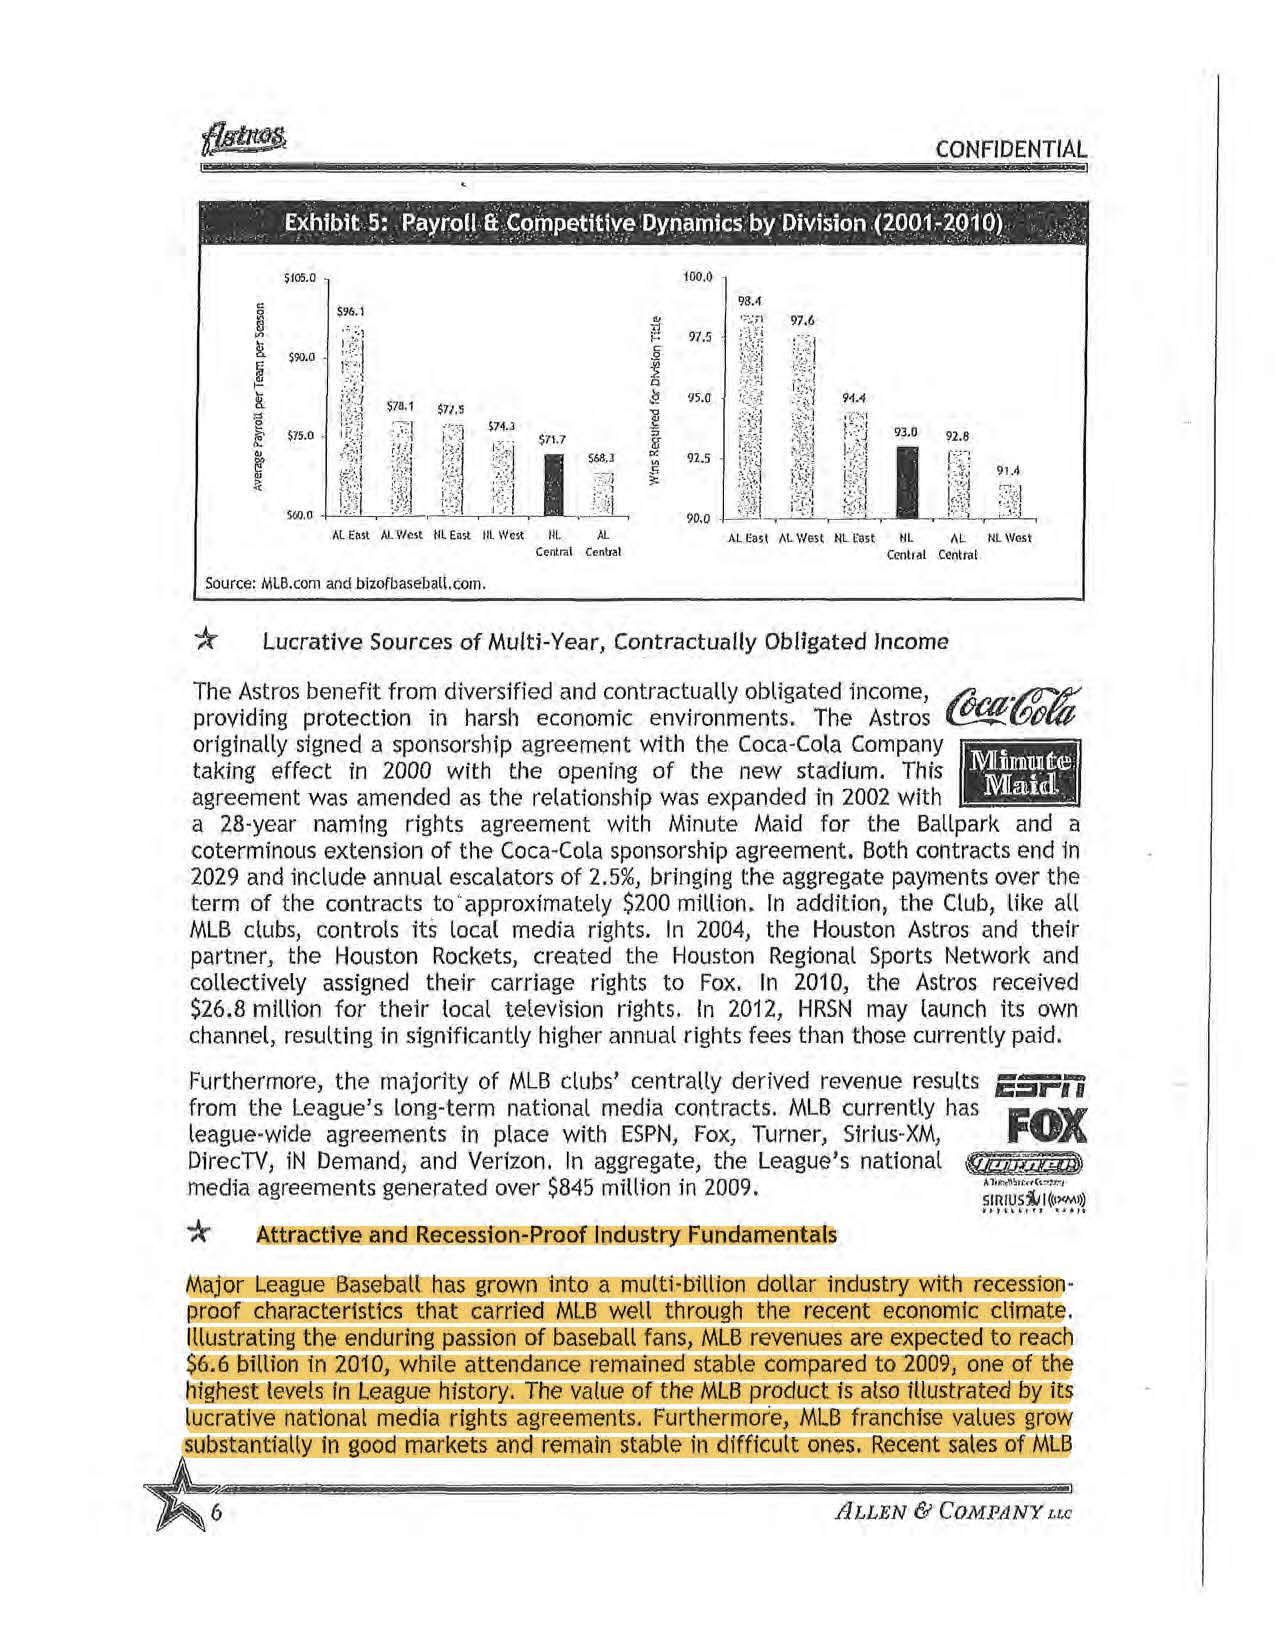 Astros
CONFIDENTIAL
Exhibit 5: Payroll & Competitive Dynamics by Division (2001-2010)
Average Payroll per Team per Season
$105.0
$90.0
$75.0
$60.0
$96.1
$78.1
$77.5
$74.3
$71.7
$68.3
AL East AL West NL East NL West NL Central AL Central
Wins Required for Division Title
100.0
97.5
95.0
92.5
90.0
98.4
97.6
94.4
93.0
92.8
91.4
AL East AL West NL East NL Central AL Central NL West
Source: MLB.com and bizofbaseball.com.
Lucrative Sources of Multi-Year, Contractually Obligated Income
The Astros benefit from diversified and contractually obligated income,
providing protection in harsh economic environments. The Astros
originally signed a sponsorship agreement with the Coca-Cola Company
taking effect in 2000 with the opening of the new stadium. This
agreement was amended as the relationship was expanded in 2002 with
a 28-year naming rights agreement with Minute Maid for the Ballpark and a
coterminous extension of the Coca-Cola sponsorship agreement. Both contracts end in
2029 and include annual escalators of 2.5%, bringing the aggregate payments over the
term of the contracts to approximately $200 million. In addition, the Club, like all
MLB clubs, controls its local media rights. In 2004, the Houston Astros and their
partner, the Houston Rockets, created the Houston Regional Sports Network and
collectively assigned their carriage rights to Fox. In 2010, the Astros received
$26.8 million for their local television rights. In 2012, HRSN may launch its own
channel, resulting in significantly higher annual rights fees than those currently paid.
Coca-Cola
Minute
Maid
Furthermore, the majority of MLB clubs' centrally derived revenue results
from the League's long-term national media contracts. MLB currently has
league-wide agreements in place with ESPN, Fox, Turner, Sirius-XM,
DirecTV, iN Demand, and Verizon. In aggregate, the League's national
media agreements generated over $845 million in 2009.
ESPN
FOX
Turner
SIRIUS XM
SATELLITE RADIO
Attractive and Recession-Proof Industry Fundamentals
Major League Baseball has grown into a multi-billion dollar industry with recession-
proof characteristics that carried MLB well through the recent economic climate.
Illustrating the enduring passion of baseball fans, MLB revenues are expected to reach
$6.6 billion in 2010, while attendance remained stable compared to 2009, one of the
highest levels in League history. The value of the MLB product is also illustrated by its
lucrative national media rights agreements. Furthermore, MLB franchise values grow
substantially in good markets and remain stable in difficult ones. Recent sales of MLB
6
ALLEN & COMPANY LLC